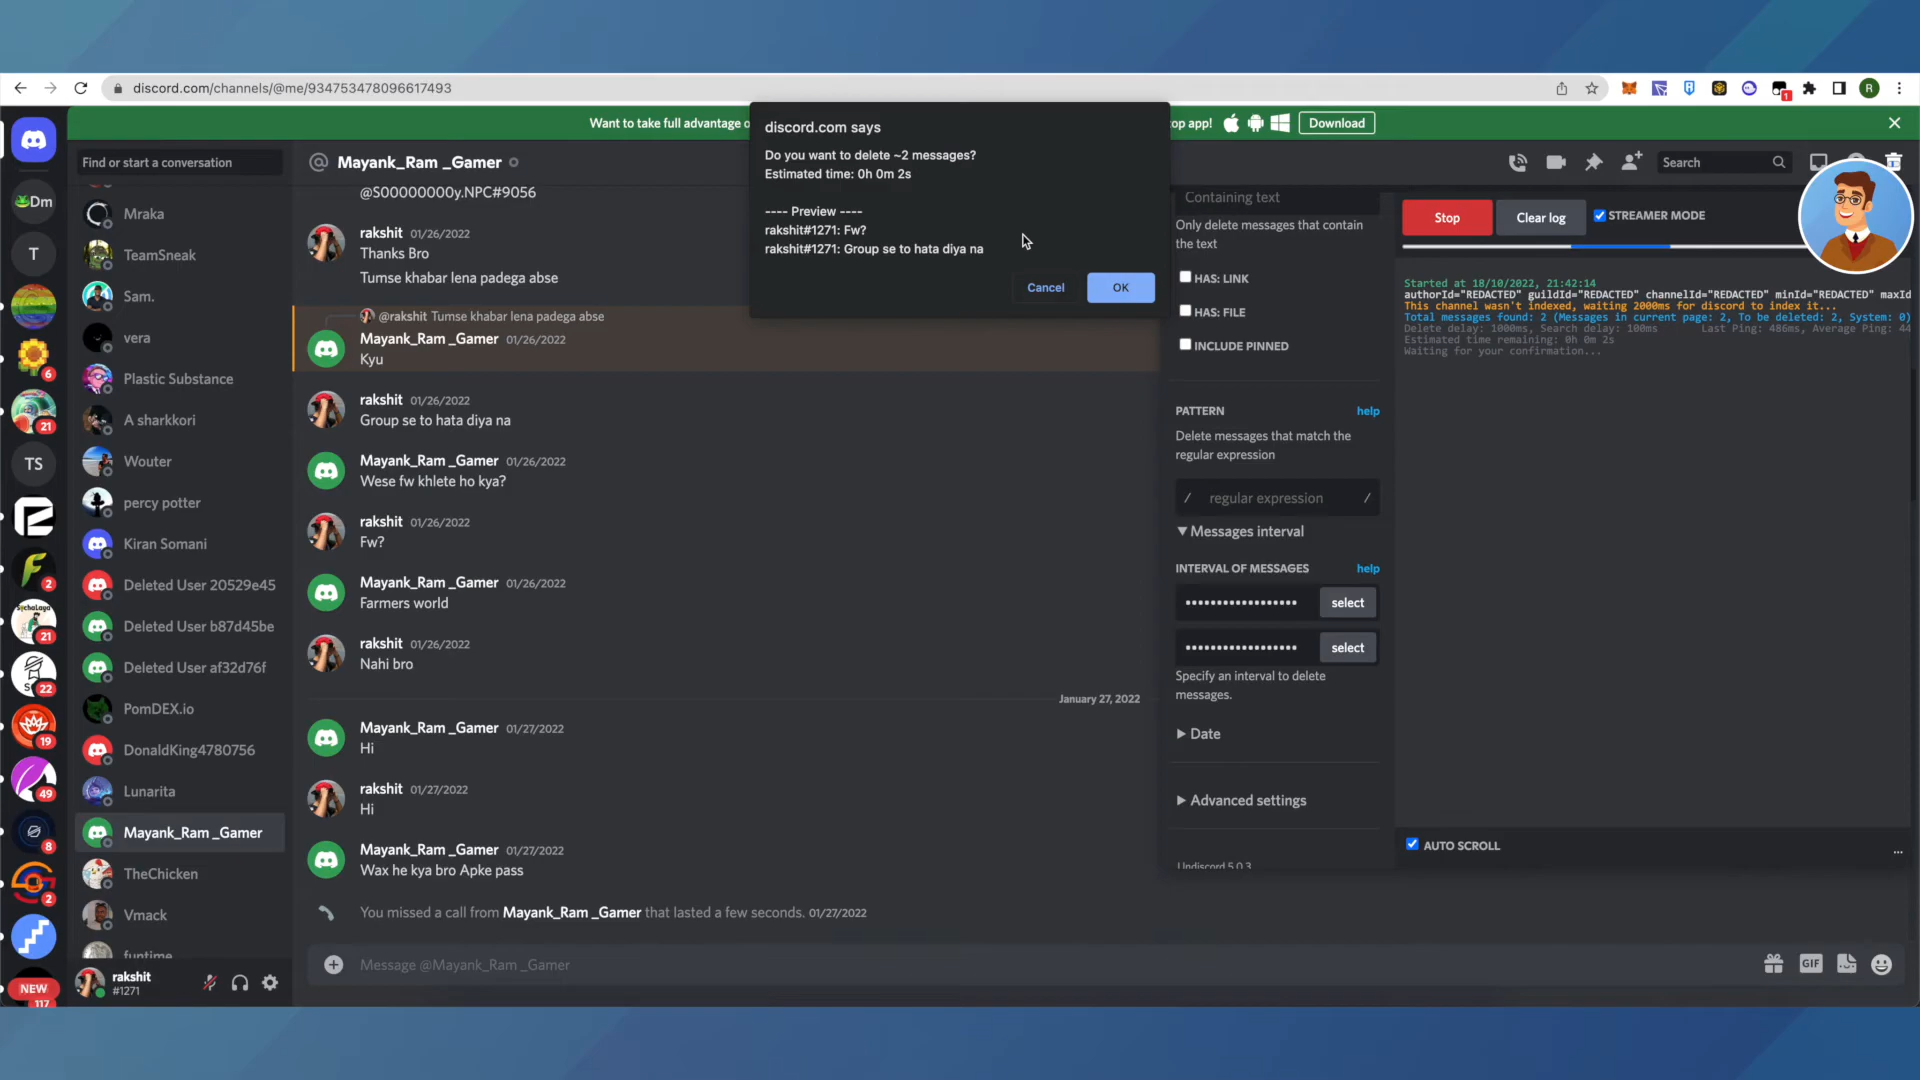 discord.com/channels/@me/934753478096617493
1
R
Want to take full advantage o
op app!
Download
discord.com says
Do you want to delete ~2 messages?
Estimated time: 0h 0m 2s
---- Preview ----
rakshit#1271: Fw?
rakshit#1271: Group se to hata diya na
Cancel
OK
Dm
T
6
21
TS
2
21
22
19
49
8
2
NEW
117
Find or start a conversation
Mraka
TeamSneak
Sam.
vera
Plastic Substance
A sharkkori
Wouter
percy potter
Kiran Somani
Deleted User 20529e45
Deleted User b87d45be
Deleted User af32d76f
PomDEX.io
DonaldKing4780756
Lunarita
Mayank_Ram _Gamer
TheChicken
Vmack
funtime
rakshit
#1271
@ Mayank_Ram _Gamer
Search
@S00000000y.NPC#9056
rakshit 01/26/2022
Thanks Bro
Tumse khabar lena padega abse
@rakshit Tumse khabar lena padega abse
Mayank_Ram _Gamer 01/26/2022
Kyu
rakshit 01/26/2022
Group se to hata diya na
Mayank_Ram _Gamer 01/26/2022
Wese fw khlete ho kya?
rakshit 01/26/2022
Fw?
Mayank_Ram _Gamer 01/26/2022
Farmers world
rakshit 01/26/2022
Nahi bro
January 27, 2022
Mayank_Ram _Gamer 01/27/2022
Hi
rakshit 01/27/2022
Hi
Mayank_Ram _Gamer 01/27/2022
Wax he kya bro Apke pass
You missed a call from Mayank_Ram _Gamer that lasted a few seconds. 01/27/2022
Message @Mayank_Ram _Gamer
GIF
Containing text
Only delete messages that contain
the text
HAS: LINK
HAS: FILE
INCLUDE PINNED
PATTERN help
Delete messages that match the
regular expression
/ regular expression /
Messages interval
INTERVAL OF MESSAGES help
select
select
Specify an interval to delete
messages.
Date
Advanced settings
Undiscord 5.0.3
Stop
Clear log
STREAMER MODE
Started at 18/10/2022, 21:42:14
authorId="REDACTED" guildId="REDACTED" channelId="REDACTED" minId="REDACTED" maxId
This channel wasn't indexed, waiting 2000ms for discord to index it...
Total messages found: 2 (Messages in current page: 2, To be deleted: 2, System: 0)
Delete delay: 1000ms, Search delay: 100ms Last Ping: 486ms, Average Ping: 44
Estimated time remaining: 0h 0m 2s
Waiting for your confirmation...
AUTO SCROLL
...